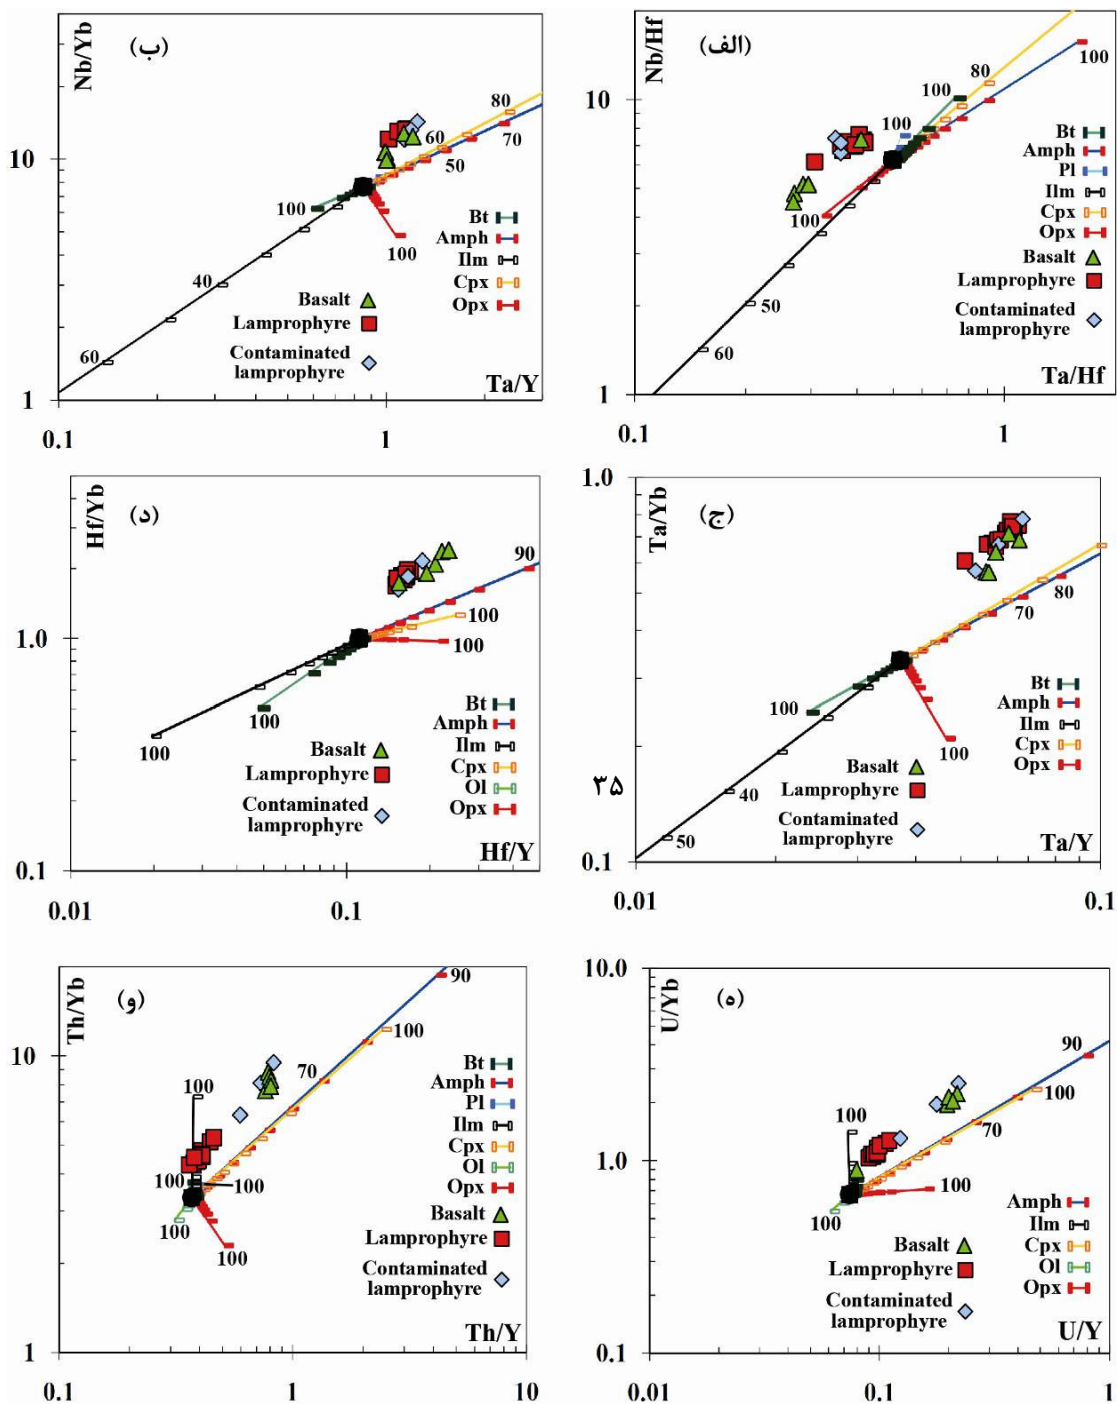 (ب)
Nb/Yb
10
1
0.1
1
Ta/Y
80
60
70
50
100
100
40
60
Bt
Amph
Ilm
Cpx
Opx
Basalt
Lamprophyre
Contaminated
lamprophyre
(الف)
Nb/Hf
10
1
0.1
1
Ta/Hf
80
100
100
100
100
50
60
Bt
Amph
Pl
Ilm
Cpx
Opx
Basalt
Lamprophyre
Contaminated
lamprophyre
(د)
Hf/Yb
1.0
0.1
0.01
0.1
Hf/Y
90
100
100
100
100
Bt
Amph
Ilm
Cpx
Ol
Opx
Basalt
Lamprophyre
Contaminated
lamprophyre
(ج)
Ta/Yb
1.0
0.1
0.01
0.1
Ta/Y
80
70
100
100
40
50
Bt
Amph
Ilm
Cpx
Opx
Basalt
Lamprophyre
Contaminated
lamprophyre
۳۵
(و)
Th/Yb
10
1
0.1
1
10
Th/Y
90
100
70
100
100
100
100
100
Bt
Amph
Pl
Ilm
Cpx
Ol
Opx
Basalt
Lamprophyre
Contaminated
lamprophyre
(ه)
U/Yb
10.0
1.0
0.1
0.01
0.1
1
U/Y
90
100
70
100
100
100
Amph
Ilm
Cpx
Ol
Opx
Basalt
Lamprophyre
Contaminated
lamprophyre